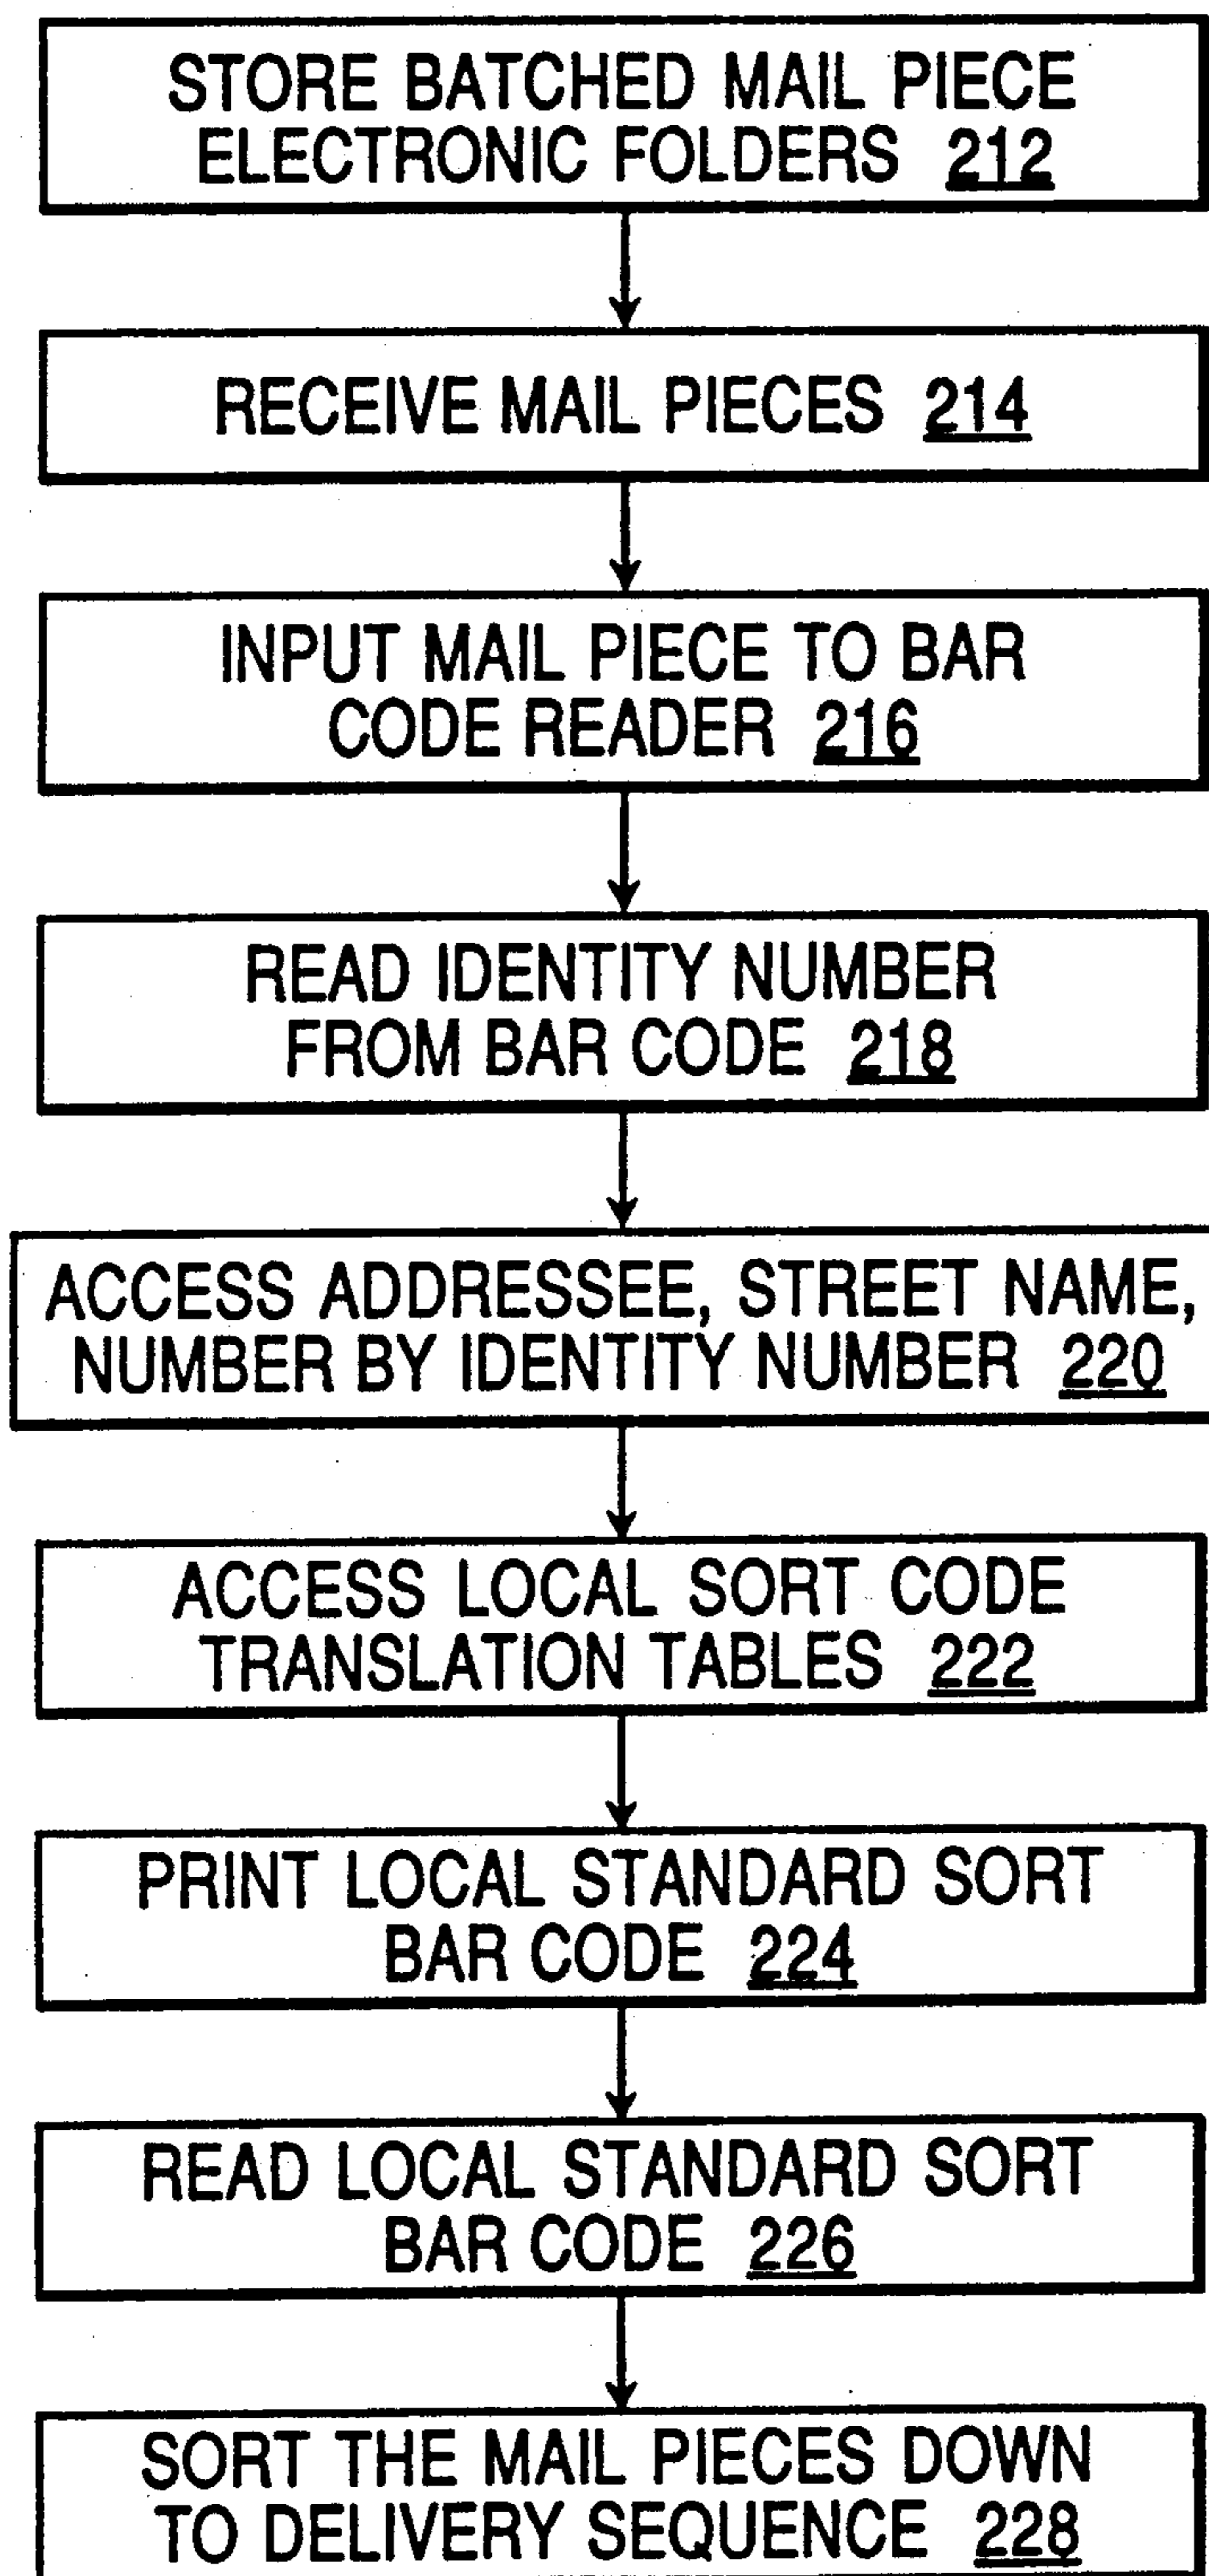 STORE BATCHED MAIL PIECE
ELECTRONIC FOLDERS 212
RECEIVE MAIL PIECES 214
INPUT MAIL PIECE TO BAR
CODE READER 216
READ IDENTITY NUMBER
FROM BAR CODE 218
ACCESS ADDRESSEE, STREET NAME,
NUMBER BY IDENTITY NUMBER 220
ACCESS LOCAL SORT CODE
TRANSLATION TABLES 222
PRINT LOCAL STANDARD SORT
BAR CODE 224
READ LOCAL STANDARD SORT
BAR CODE 226
SORT THE MAIL PIECES DOWN
TO DELIVERY SEQUENCE 228